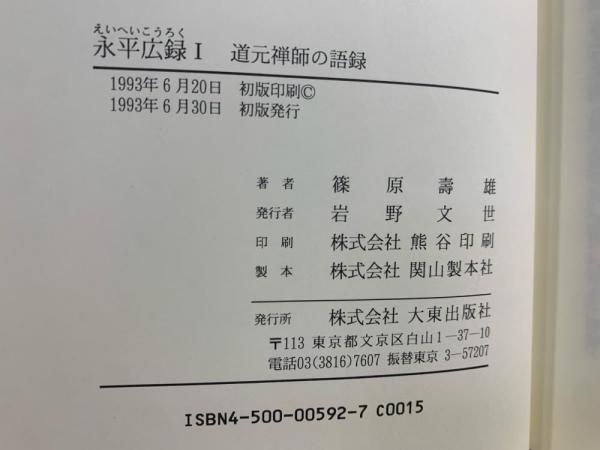 えいへいこうろく
永平広録 I　道元禅師の語録
1993年6月20日　初版印刷©
1993年6月30日　初版発行
著者　篠原壽雄
発行者　岩野文世
印刷　株式会社 熊谷印刷
製本　株式会社 関山製本社
発行所　株式会社 大東出版社
〒113 東京都文京区白山1－37－10
電話03(3816)7607 振替東京 3－57207
ISBN4-500-00592-7 C0015